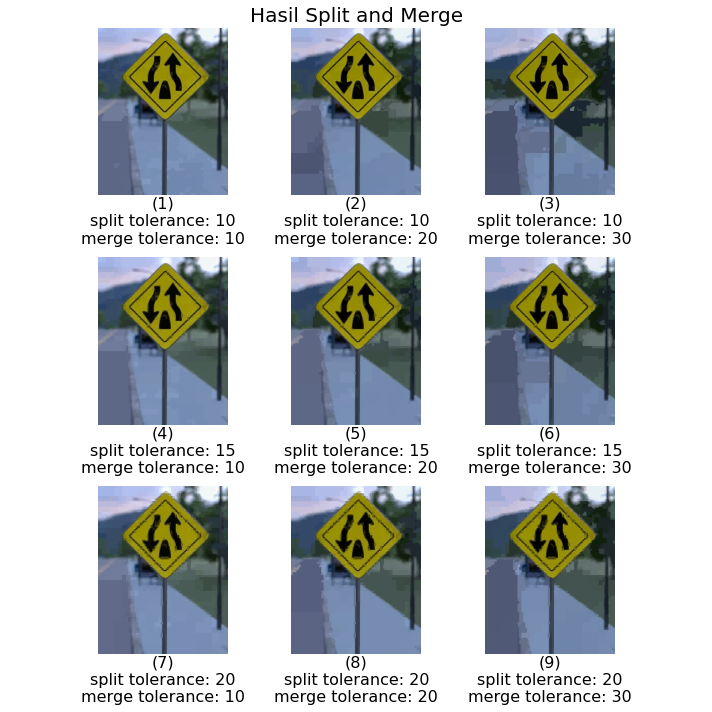 Hasil Split and Merge
(1)
split tolerance: 10
merge tolerance: 10
(2)
split tolerance: 10
merge tolerance: 20
(3)
split tolerance: 10
merge tolerance: 30
(4)
split tolerance: 15
merge tolerance: 10
(5)
split tolerance: 15
merge tolerance: 20
(6)
split tolerance: 15
merge tolerance: 30
(7)
split tolerance: 20
merge tolerance: 10
(8)
split tolerance: 20
merge tolerance: 20
(9)
split tolerance: 20
merge tolerance: 30